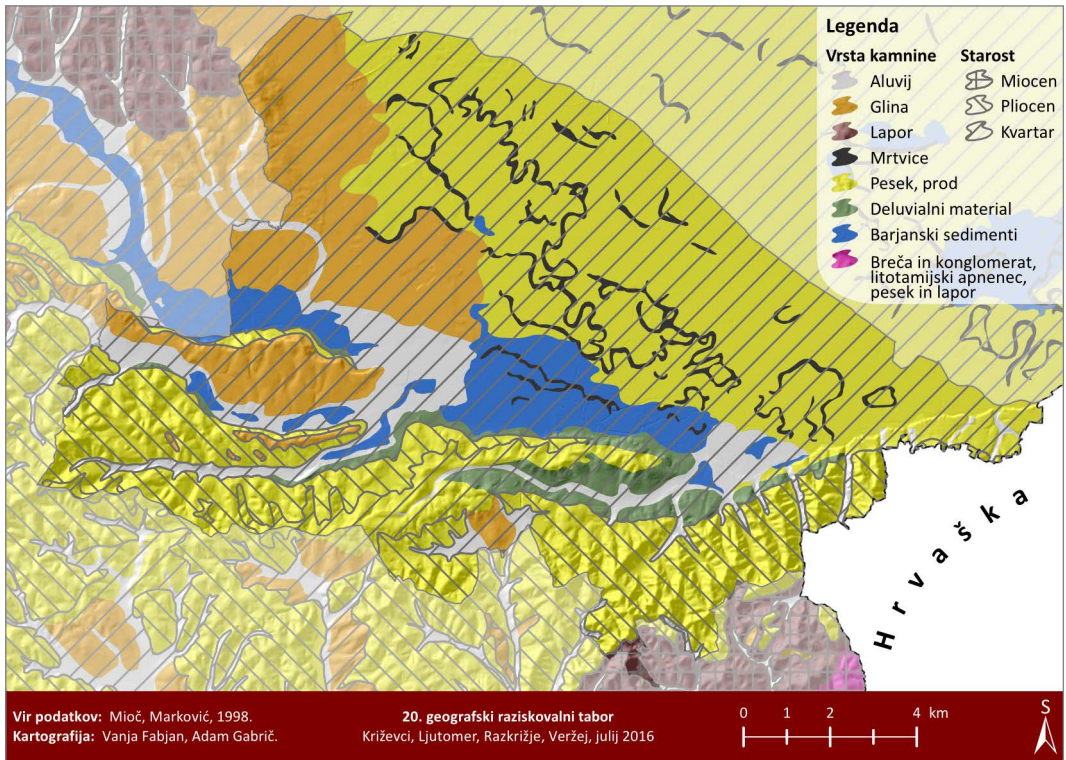 Legenda
Vrsta kamnine
Aluvij
Glina
Lapor
Mrtvice
Pesek, prod
Deluvialni material
Barjanski sedimenti
Breča in konglomerat,
litotamijski apnenec,
pesek in lapor
Starost
Miocen
Pliocen
Kvartar
Hrvaška
Vir podatkov: Mioč, Marković, 1998.
Kartografija: Vanja Fabjan, Adam Gabrič.
20. geografski raziskovalni tabor
Križevci, Ljutomer, Razkrižje, Veržej, julij 2016
0 1 2 4 km
S